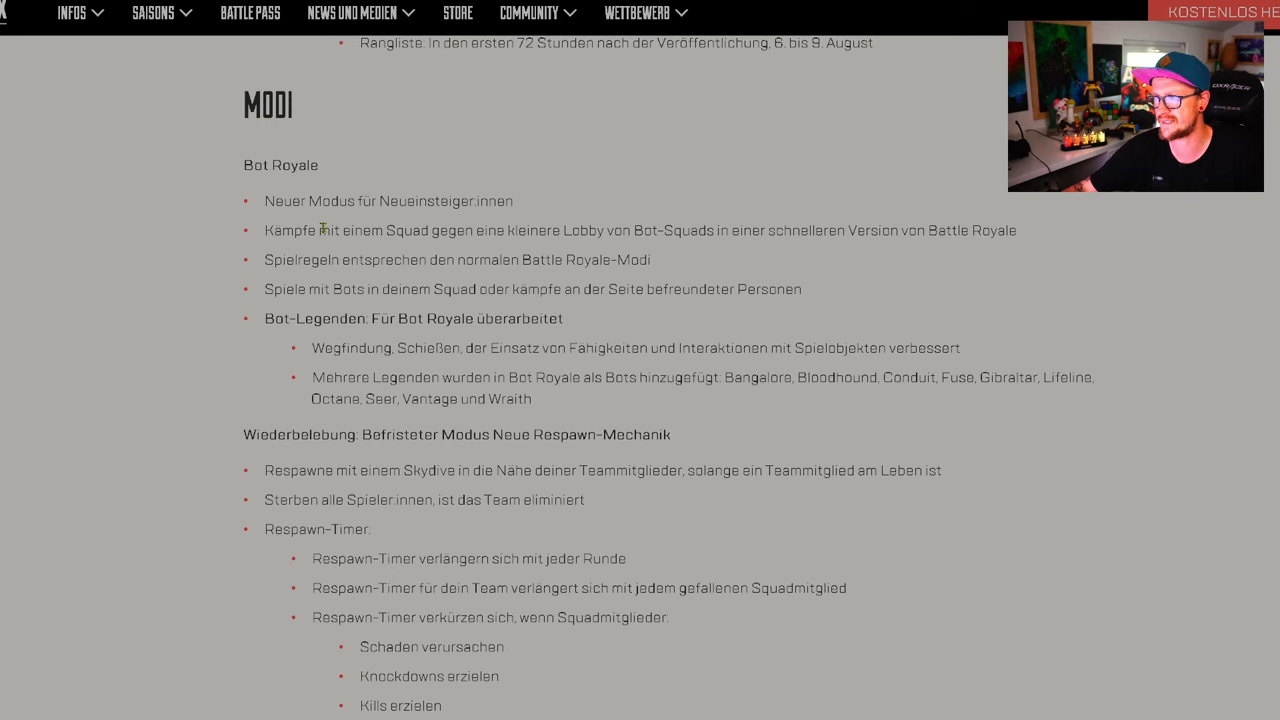 X INFOS SAISONS BATTLE PASS NEWS UND MEDIEN STORE COMMUNITY WETTBEWERB KOSTENLOS HE
Rangliste: In den ersten 72 Stunden nach der Veröffentlichung, 6. bis 9. August
MODI
Bot Royale
Neuer Modus für Neueinsteiger:innen
Kämpfe mit einem Squad gegen eine kleinere Lobby von Bot-Squads in einer schnelleren Version von Battle Royale
Spielregeln entsprechen den normalen Battle Royale-Modi
Spiele mit Bots in deinem Squad oder kämpfe an der Seite befreundeter Personen
Bot-Legenden: Für Bot Royale überarbeitet
Wegfindung, Schießen, der Einsatz von Fähigkeiten und Interaktionen mit Spielobjekten verbessert
Mehrere Legenden wurden in Bot Royale als Bots hinzugefügt: Bangalore, Bloodhound, Conduit, Fuse, Gibraltar, Lifeline,
Octane, Seer, Vantage und Wraith
Wiederbelebung: Befristeter Modus Neue Respawn-Mechanik
Respawne mit einem Skydive in die Nähe deiner Teammitglieder, solange ein Teammitglied am Leben ist
Sterben alle Spieler:innen, ist das Team eliminiert
Respawn-Timer:
Respawn-Timer verlängern sich mit jeder Runde
Respawn-Timer für dein Team verlängert sich mit jedem gefallenen Squadmitglied
Respawn-Timer verkürzen sich, wenn Squadmitglieder:
Schaden verursachen
Knockdowns erzielen
Kills erzielen
DXRACER